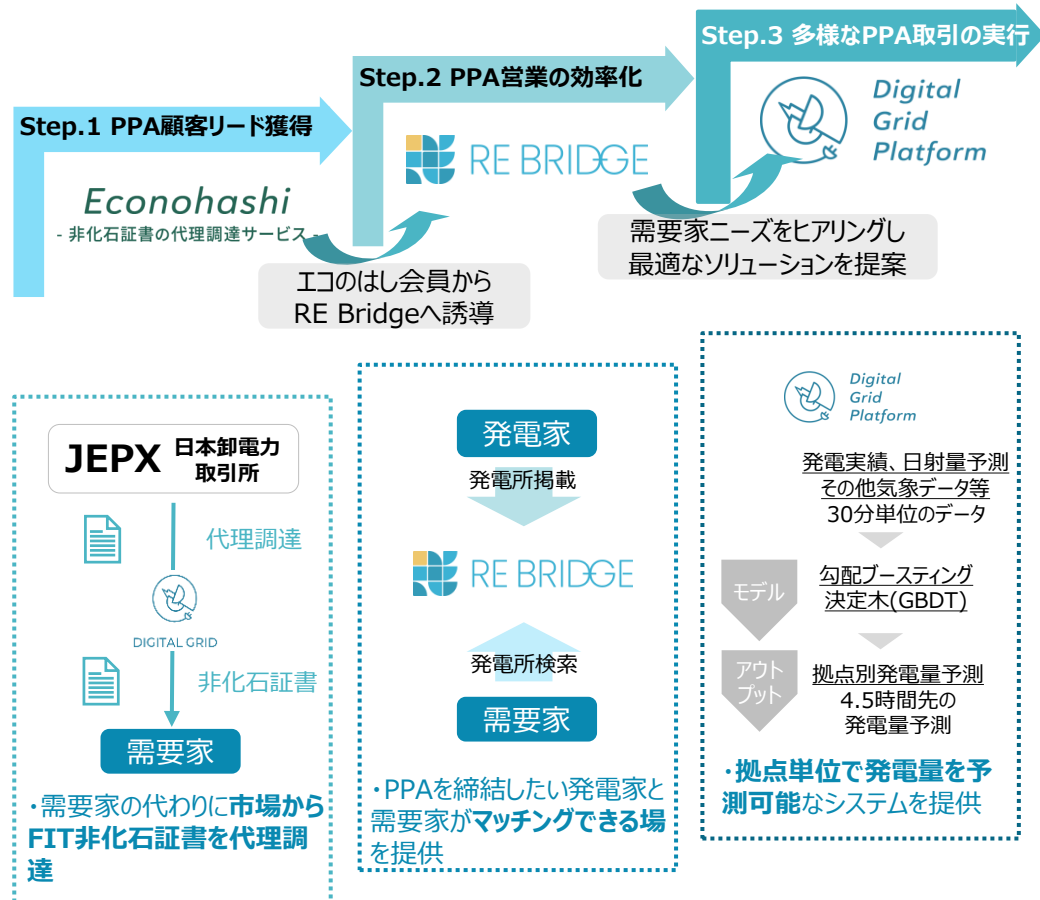 Step.1 PPA顧客リード獲得
Econohashi
- 非化石証書の代理調達サービス -
エコのはし会員から
RE Bridgeへ誘導
Step.2 PPA営業の効率化
RE BRIDGE
需要家ニーズをヒアリングし
最適なソリューションを提案
Step.3 多様なPPA取引の実行
Digital
Grid
Platform
JEPX 日本卸電力
取引所
代理調達
DIGITAL GRID
非化石証書
需要家
・需要家の代わりに市場から
FIT非化石証書を代理調
達
発電家
発電所掲載
RE BRIDGE
発電所検索
需要家
・PPAを締結したい発電家と
需要家がマッチングできる場
を提供
Digital
Grid
Platform
発電実績、日射量予測
その他気象データ等
30分単位のデータ
モデル
勾配ブースティング
決定木(GBDT)
アウト
プット
拠点別発電量予測
4.5時間先の
発電量予測
・拠点単位で発電量を予
測可能なシステムを提供